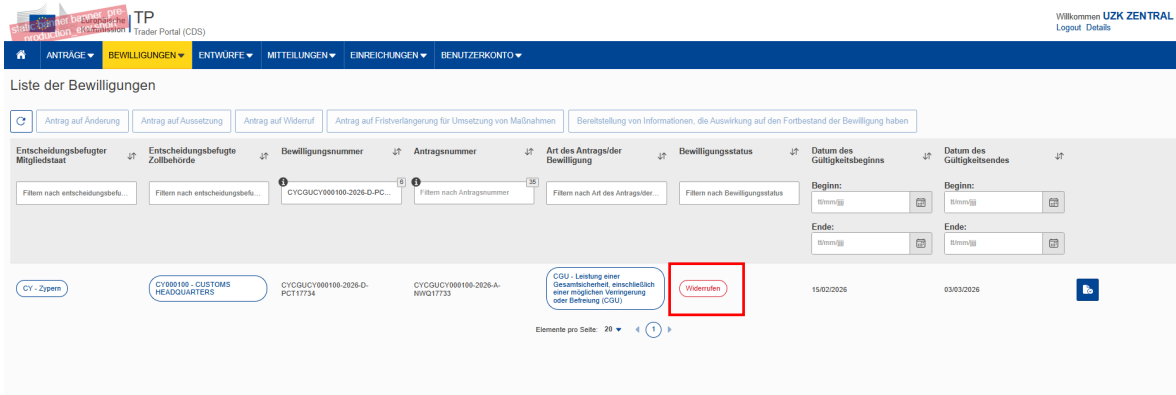 static banner banner_pre-
production_en short
Europäische
Kommission
TP
Trader Portal (CDS)
Willkommen UZK ZENTRAL
Logout Details
ANTRÄGE BEWILLIGUNGEN ENTWÜRFE MITTEILUNGEN EINREICHUNGEN BENUTZERKONTO
Liste der Bewilligungen
Antrag auf Änderung Antrag auf Aussetzung Antrag auf Widerruf Antrag auf Fristverlängerung für Umsetzung von Maßnahmen Bereitstellung von Informationen, die Auswirkung auf den Fortbestand der Bewilligung haben
Entscheidungsbefugter
Mitgliedstaat
Entscheidungsbefugte
Zollbehörde
Bewilligungsnummer
Antragsnummer
Art des Antrags/der
Bewilligung
Bewilligungsstatus
Datum des
Gültigkeitsbeginns
Datum des
Gültigkeitsendes
Filtern nach entscheidungsbefu...
Filtern nach entscheidungsbefu...
6
CYCGUCY000100-2026-D-PC...
35
Filtern nach Antragsnummer
Filtern nach Art des Antrags/der...
Filtern nach Bewilligungsstatus
Beginn:
tt/mm/jjjj
Ende:
tt/mm/jjjj
Beginn:
tt/mm/jjjj
Ende:
tt/mm/jjjj
CY - Zypern
CY000100 - CUSTOMS
HEADQUARTERS
CYCGUCY000100-2026-D-
PCT17734
CYCGUCY000100-2026-A-
NWQ17733
CGU - Leistung einer
Gesamtsicherheit, einschließlich
einer möglichen Verringerung
oder Befreiung (CGU)
Widerrufen
15/02/2026
03/03/2026
Elemente pro Seite: 20 1